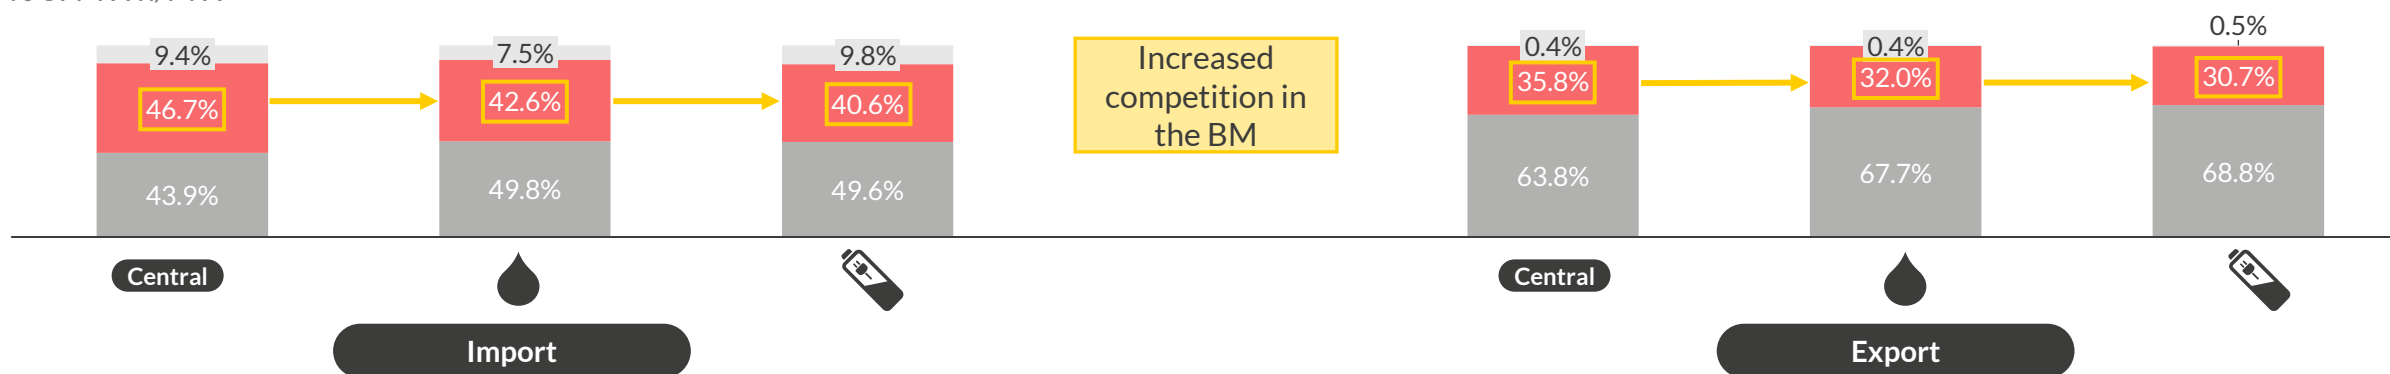 9.4%
46.7%
43.9%
7.5%
42.6%
49.8%
9.8%
40.6%
49.6%
Increased
competition in
the BM
0.4%
35.8%
63.8%
0.4%
32.0%
67.7%
0.5%
30.7%
68.8%
Central
Central
Import
Export